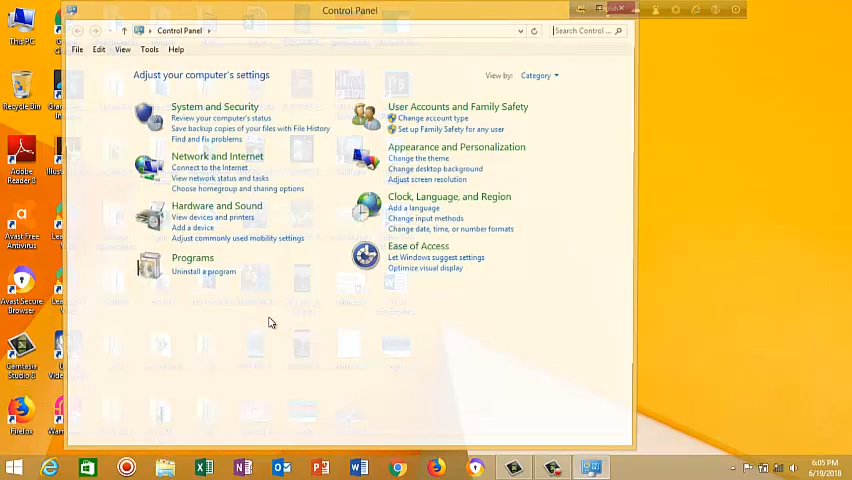 Control Panel
Control Panel
Search Control ...
File Edit View Tools Help
Adjust your computer's settings
View by: Category
System and Security
Review your computer's status
Save backup copies of your files with File History
Find and fix problems
Network and Internet
Connect to the Internet
View network status and tasks
Choose homegroup and sharing options
Hardware and Sound
View devices and printers
Add a device
Adjust commonly used mobility settings
Programs
Uninstall a program
User Accounts and Family Safety
Change account type
Set up Family Safety for any user
Appearance and Personalization
Change the theme
Change desktop background
Adjust screen resolution
Clock, Language, and Region
Add a language
Change input methods
Change date, time, or number formats
Ease of Access
Let Windows suggest settings
Optimize visual display
This PC
Recycle Bin
Adobe
Reader 8
Avast Free
Antivirus
Avast Secure
Browser
Camtasia
Studio 8
Firefox
6:05 PM
6/19/2018